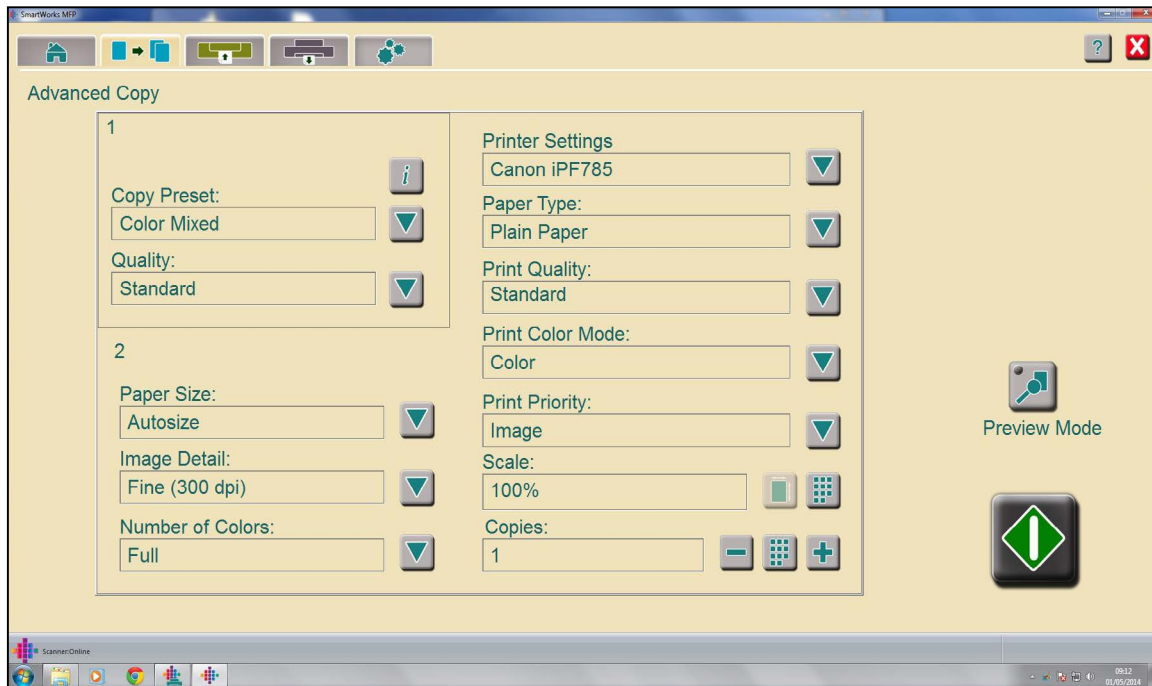 SmartWorks MFP
?
X
Advanced Copy
1
i
Copy Preset:
Color Mixed
Quality:
Standard
2
Paper Size:
Autosize
Image Detail:
Fine (300 dpi)
Number of Colors:
Full
Printer Settings
Canon iPF785
Paper Type:
Plain Paper
Print Quality:
Standard
Print Color Mode:
Color
Print Priority:
Image
Scale:
100%
Copies:
1
Preview Mode
Scanner:Online
09:12
01/05/2014